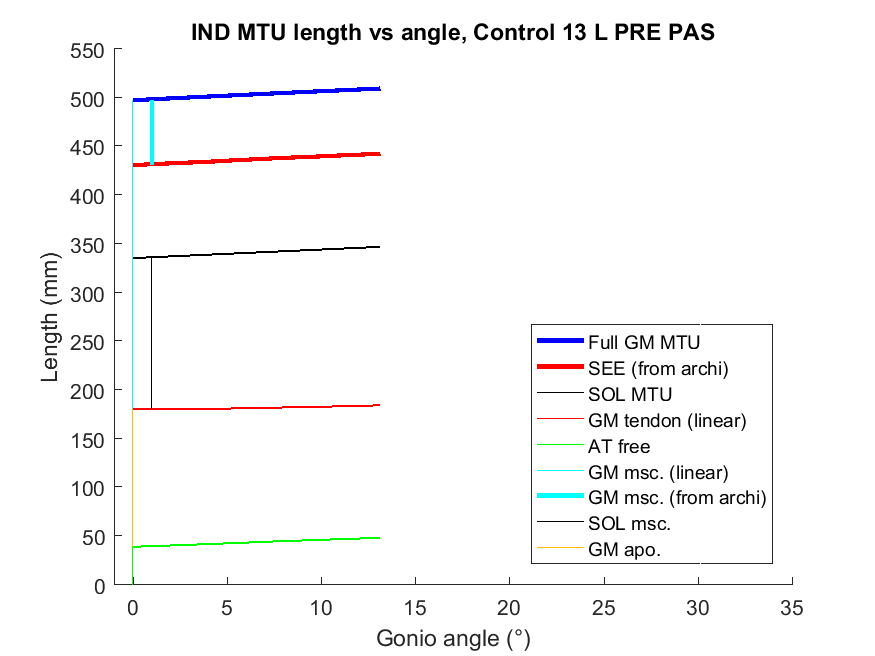 IND MTU length vs angle, Control 13 L PRE PAS
550
500
450
400
350
300
250
200
150
100
50
0
Length (mm)
Full GM MTU
SEE (from archi)
SOL MTU
GM tendon (linear)
AT free
GM msc. (linear)
GM msc. (from archi)
SOL msc.
GM apo.
0 5 10 15 20 25 30 35
Gonio angle (°)